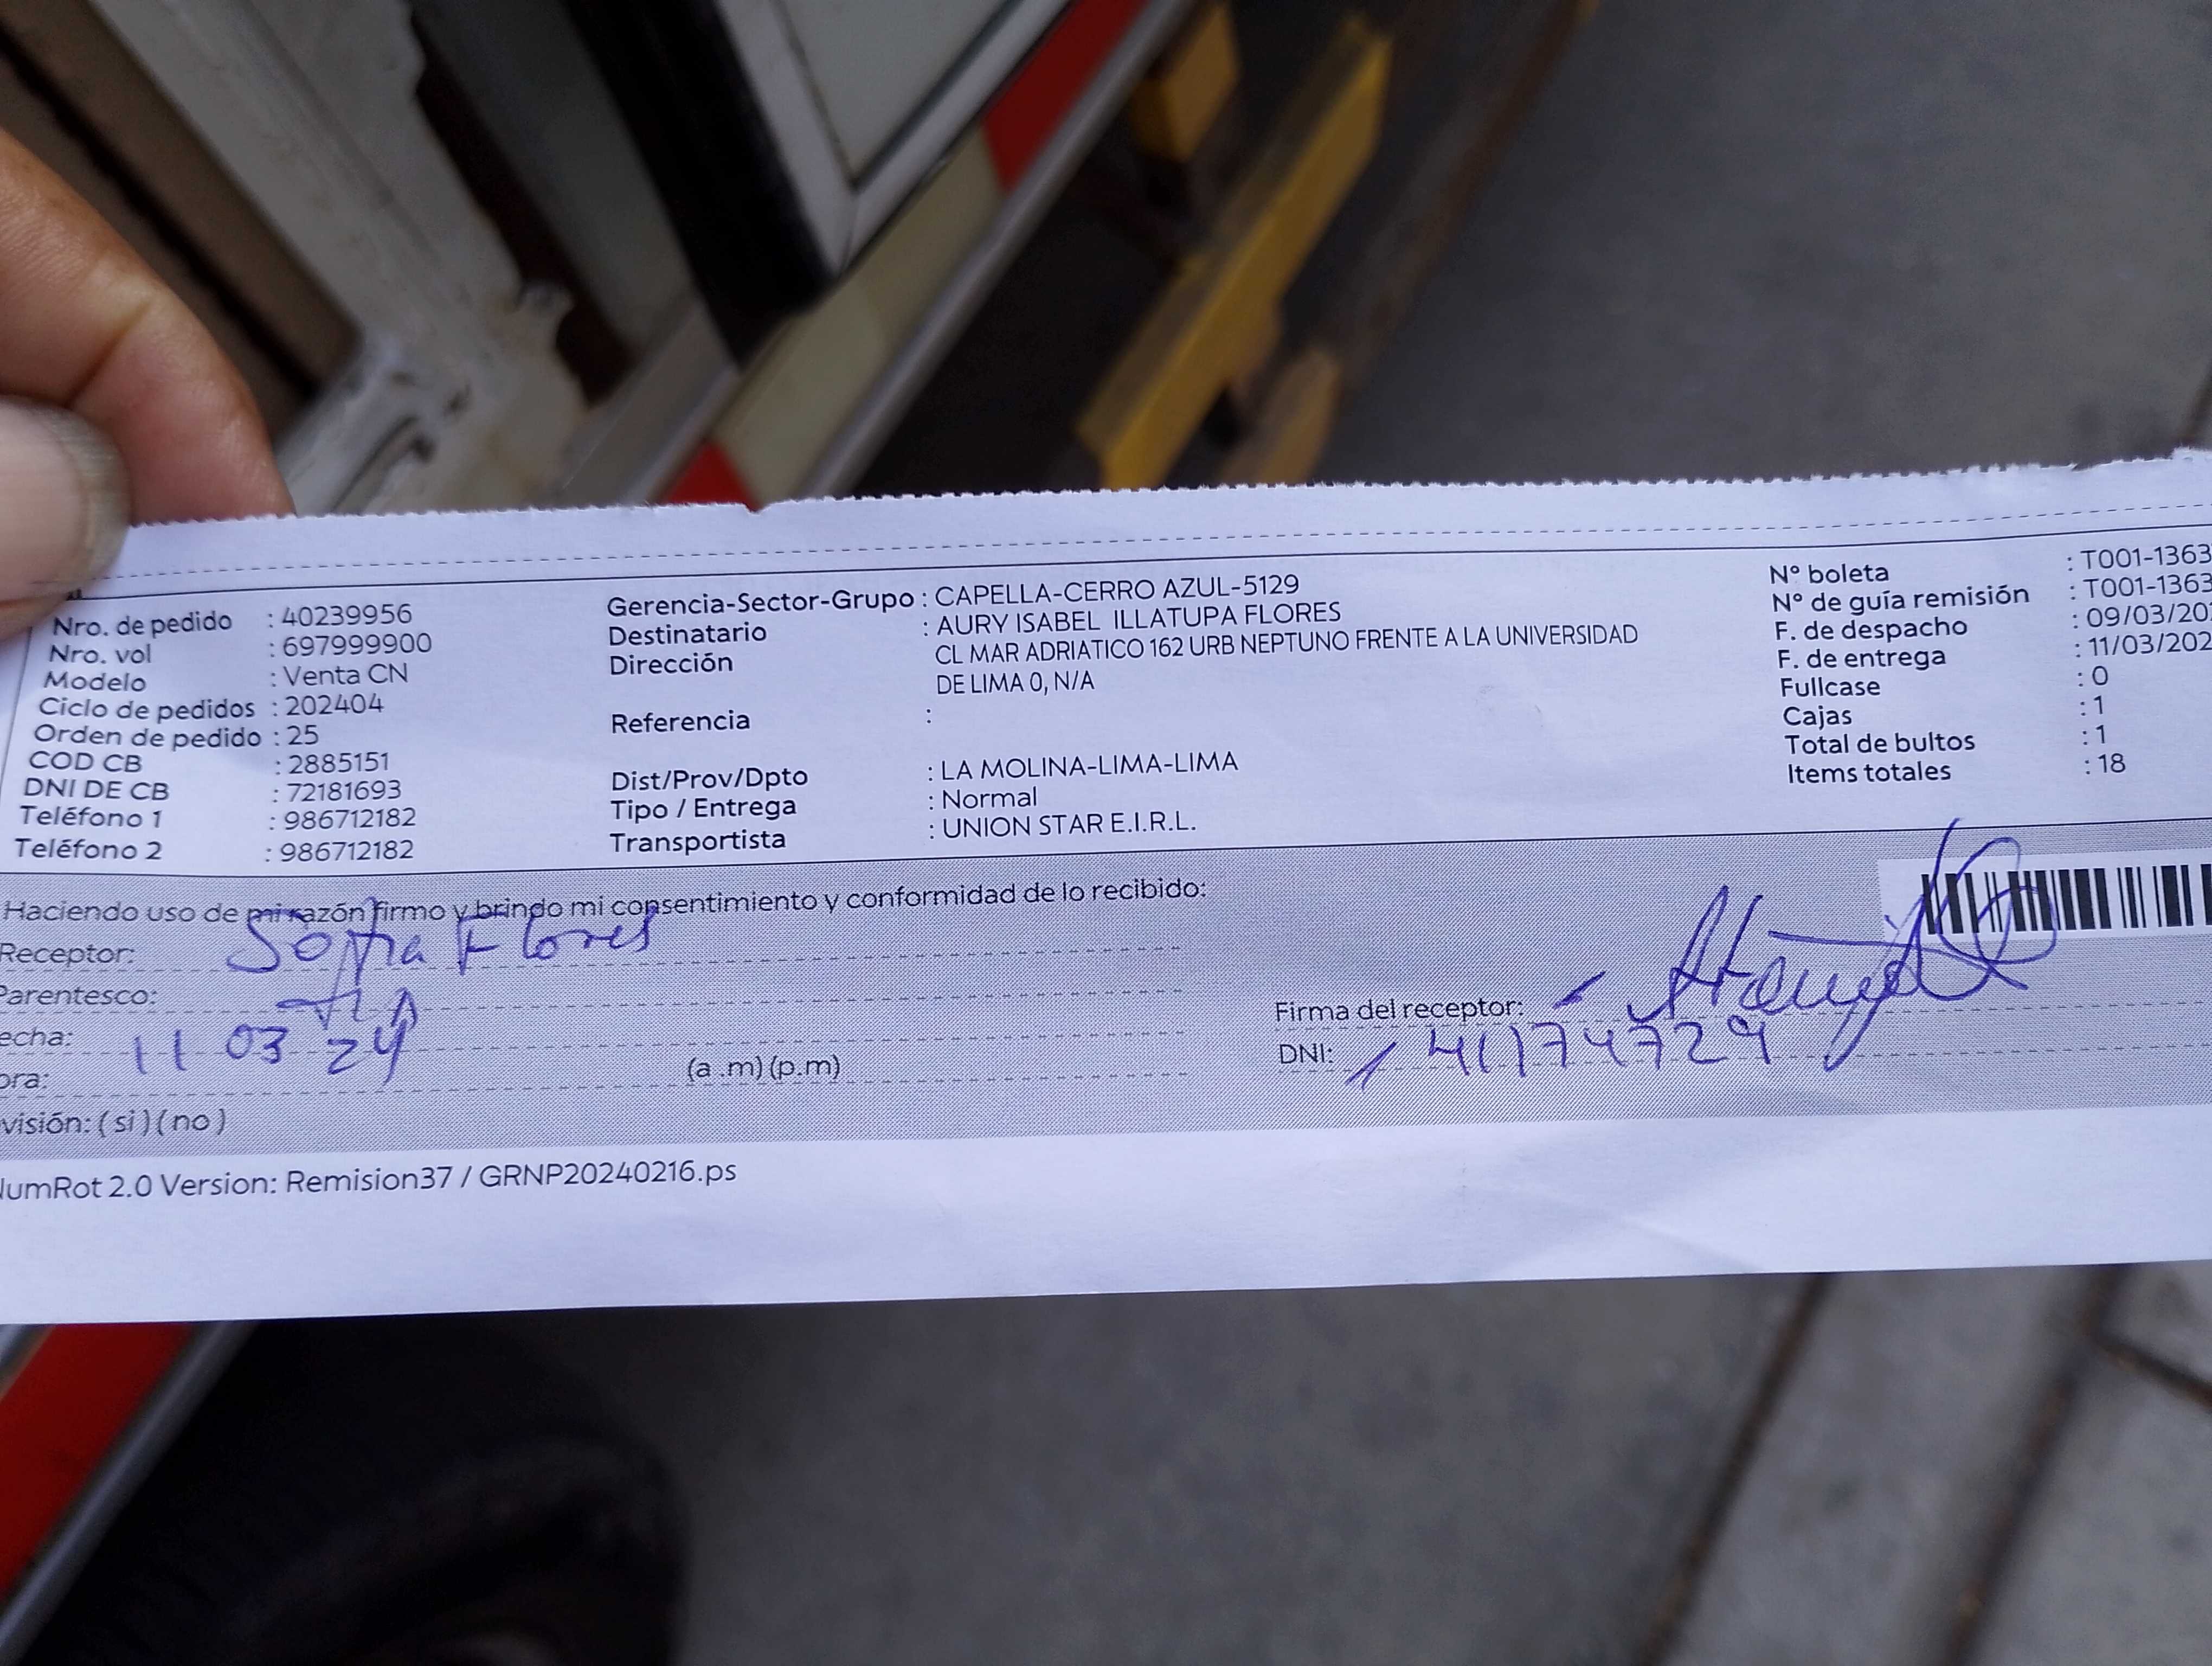 Nro. de pedido : 40239956
Nro. vol : 697999900
Modelo : Venta CN
Ciclo de pedidos : 202404
Orden de pedido : 25
COD CB : 2885151
DNI DE CB : 72181693
Teléfono 1 : 986712182
Teléfono 2 : 986712182
Gerencia-Sector-Grupo : CAPELLA-CERRO AZUL-5129
Destinatario : AURY ISABEL ILLATUPA FLORES
Dirección CL MAR ADRIATICO 162 URB NEPTUNO FRENTE A LA UNIVERSIDAD
DE LIMA 0, N/A
Referencia :
Dist/Prov/Dpto : LA MOLINA-LIMA-LIMA
Tipo / Entrega : Normal
Transportista : UNION STAR E.I.R.L.
N° boleta : T001-1363
N° de guía remisión : T001-1363
F. de despacho : 09/03/20
F. de entrega : 11/03/202
Fullcase : 0
Cajas : 1
Total de bultos : 1
Items totales : 18
Haciendo uso de mi razón firmo y brindo mi consentimiento y conformidad de lo recibido:
Receptor: Sofia Flores
Parentesco: TIA
echa: 11 03 24
ora: (a .m) (p.m)
visión: ( si ) ( no )
Firma del receptor:
DNI: 41174729
NumRot 2.0 Version: Remision37 / GRNP20240216.ps